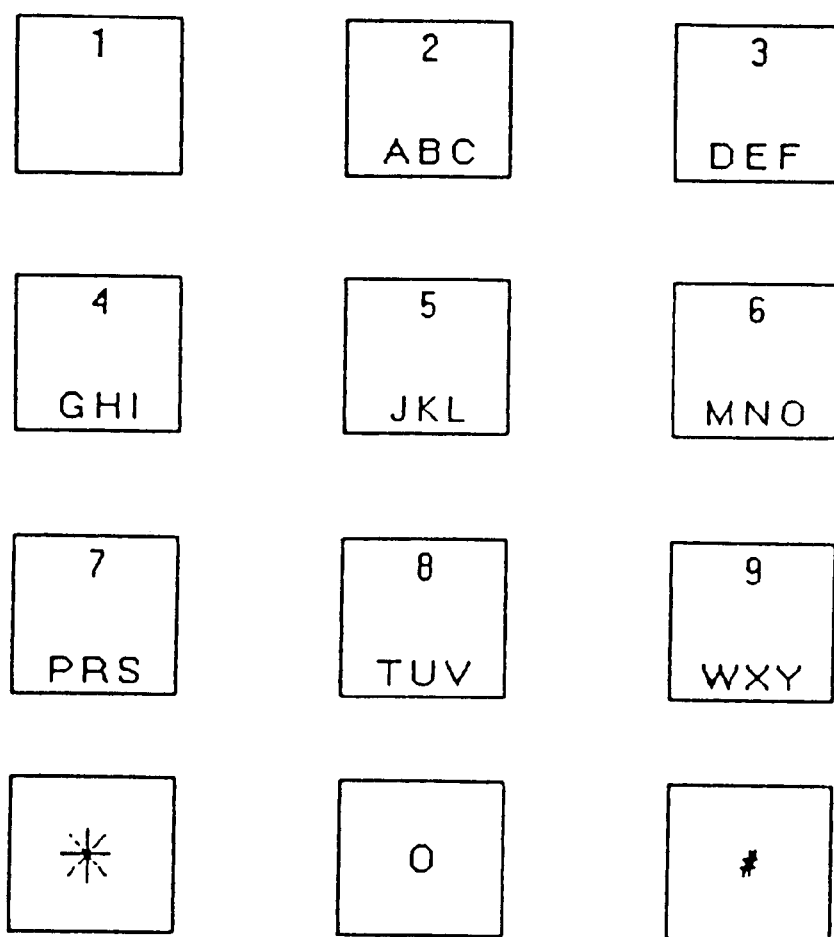 1 2 3
ABC DEF
4 5 6
GHI JKL MNO
7 8 9
PRS TUV WXY
* 0 #